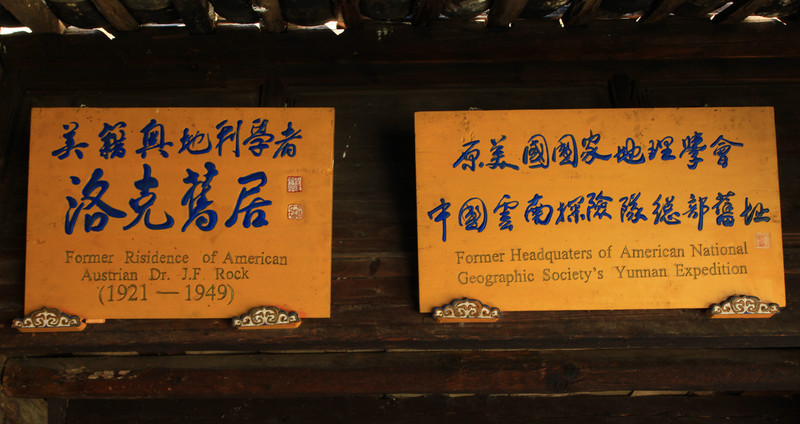 美籍奥地利學者
洛克舊居
Former Risidence of American
Austrian Dr. J.F. Rock
(1921 — 1949)
原美國國家地理學會
中國雲南探險隊總部舊址
Former Headquaters of American National
Geographic Society's Yunnan Expedition